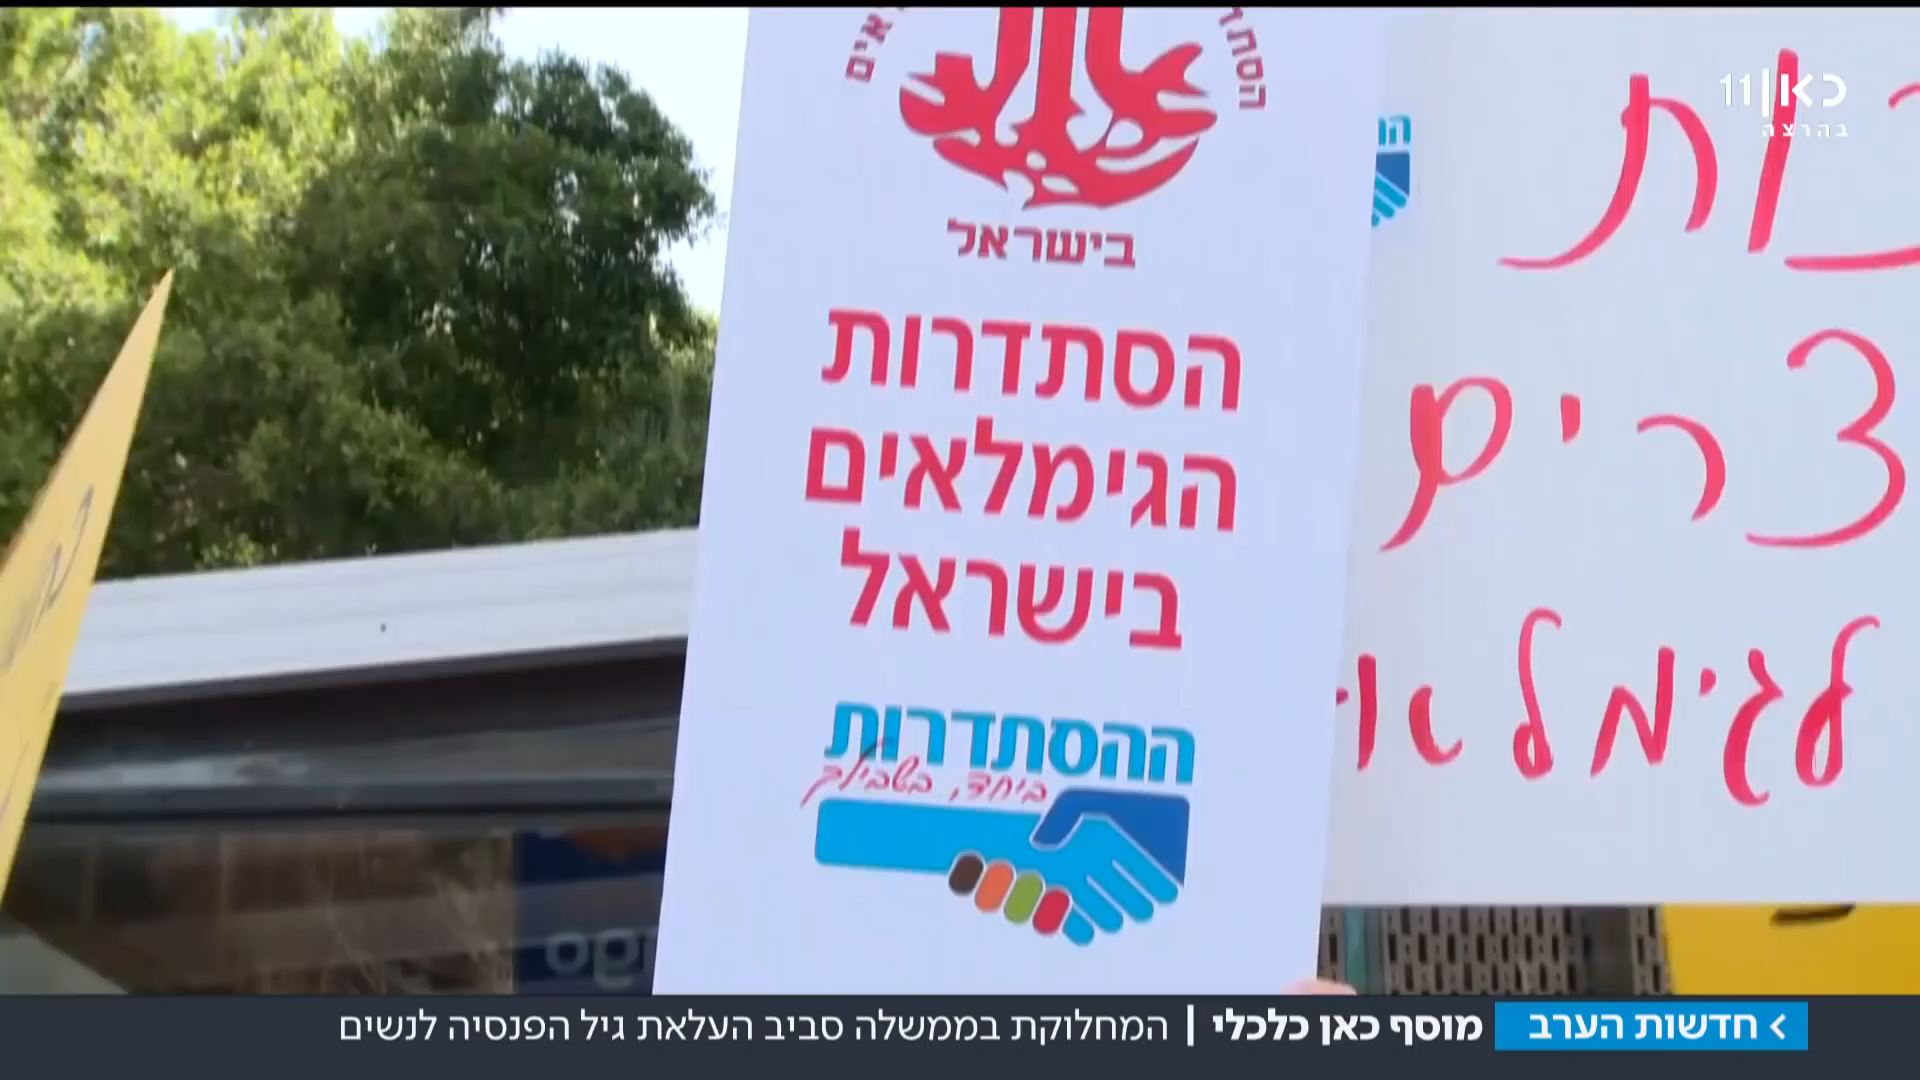 כאן 11
בהרצה
בישראל
הסתדרות
הגימלאים
בישראל
ההסתדרות
ביחד, בשבילך
צרים
לגימלאי
חדשות הערב
מוסף כאן כלכלי | המחלוקת בממשלה סביב העלאת גיל הפנסיה לנשים